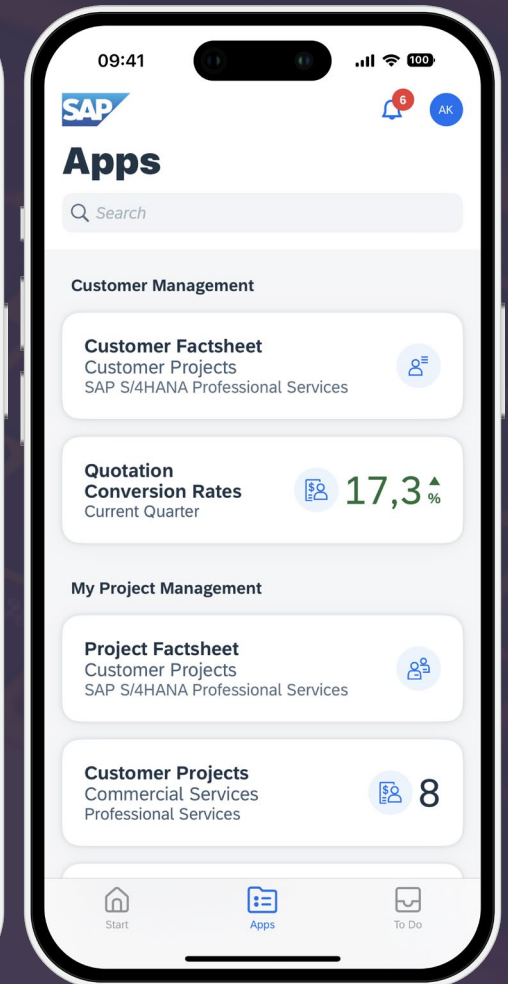 09:41
100
SAP
6
AK
Apps
Search
Customer Management
Customer Factsheet
Customer Projects
SAP S/4HANA Professional Services
Quotation
Conversion Rates
Current Quarter
17,3 %
My Project Management
Project Factsheet
Customer Projects
SAP S/4HANA Professional Services
Customer Projects
Commercial Services
Professional Services
8
Start
Apps
To Do